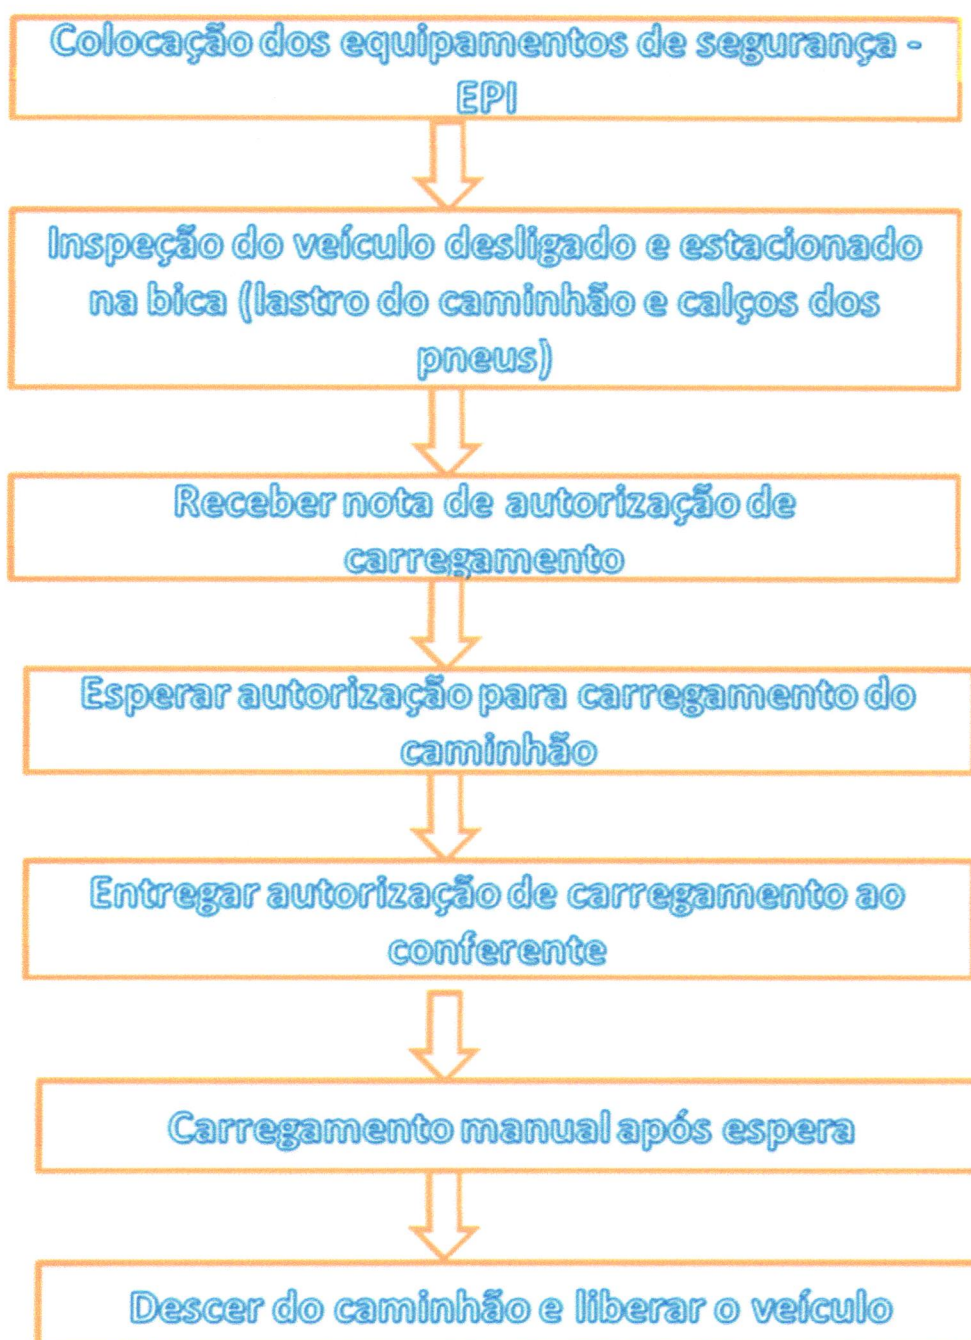 Colocação dos equipamentos de segurança -
EPI
Inspeção do veículo desligado e estacionado
na bica (lastro do caminhão e calços dos
pneus)
Receber nota de autorização de
carregamento
Esperar autorização para carregamento do
caminhão
Entregar autorização de carregamento ao
conferente
Carregamento manual após espera
Descer do caminhão e liberar o veículo